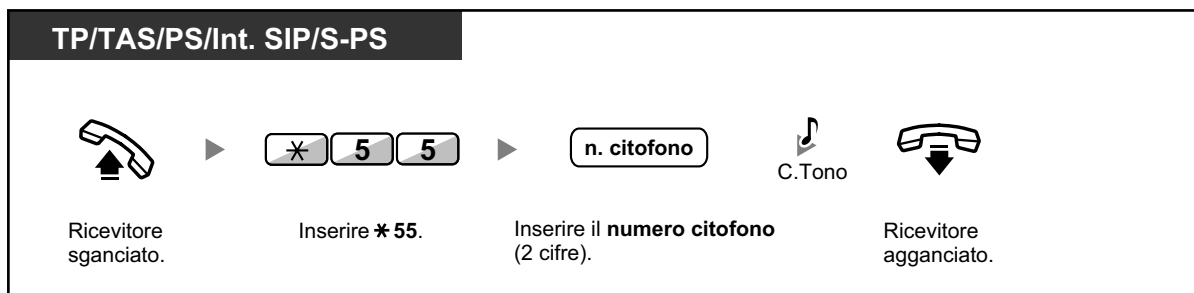 TP/TAS/PS/Int. SIP/S-PS
✳ 5 5
n. citofono
C.Tono
Ricevitore
sganciato.
Inserire ✳ 55.
Inserire il numero citofono
(2 cifre).
Ricevitore
agganciato.